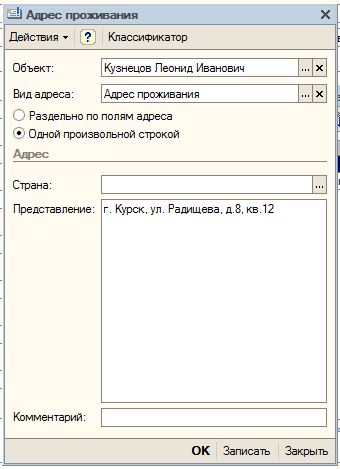 Адрес проживания
Действия ? Классификатор
Объект: Кузнецов Леонид Иванович ... ×
Вид адреса: Адрес проживания ... ×
Раздельно по полям адреса
Одной произвольной строкой
Адрес
Страна: ...
Представление: г. Курск, ул. Радищева, д.8, кв.12
Комментарий:
OK Записать Закрыть